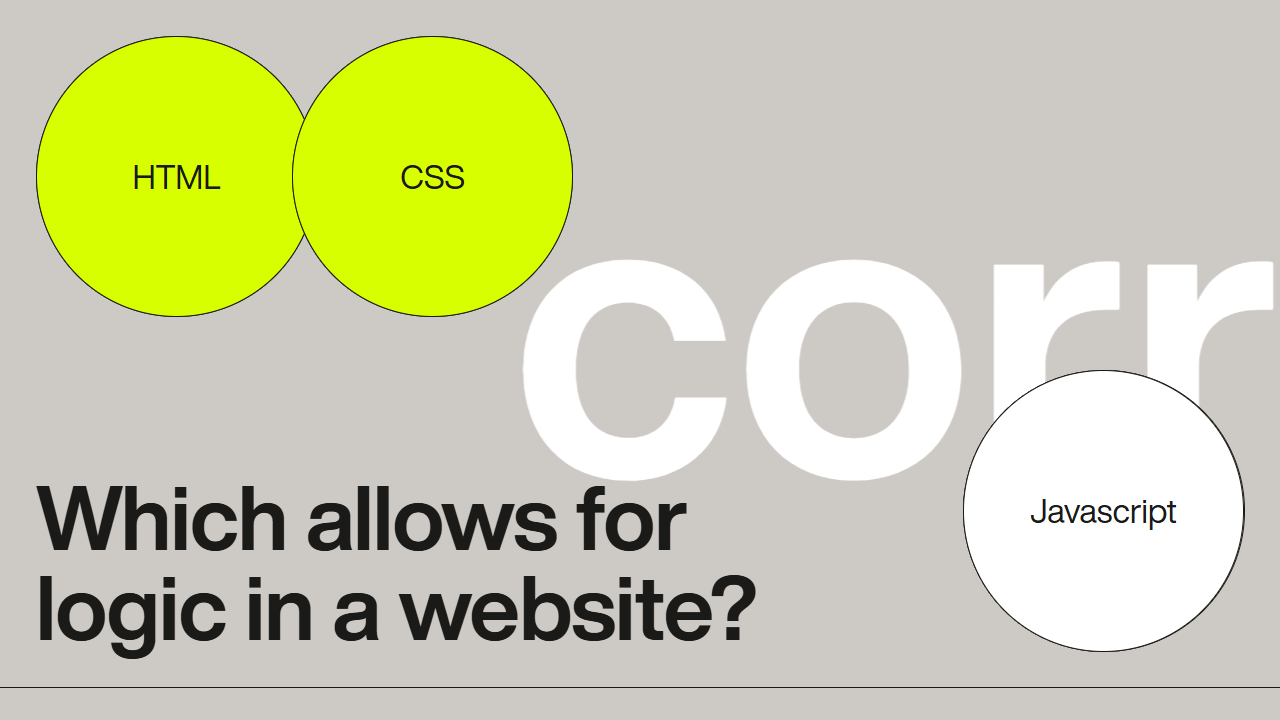 HTML
CSS
corr
Javascript
Which allows for
logic in a website?